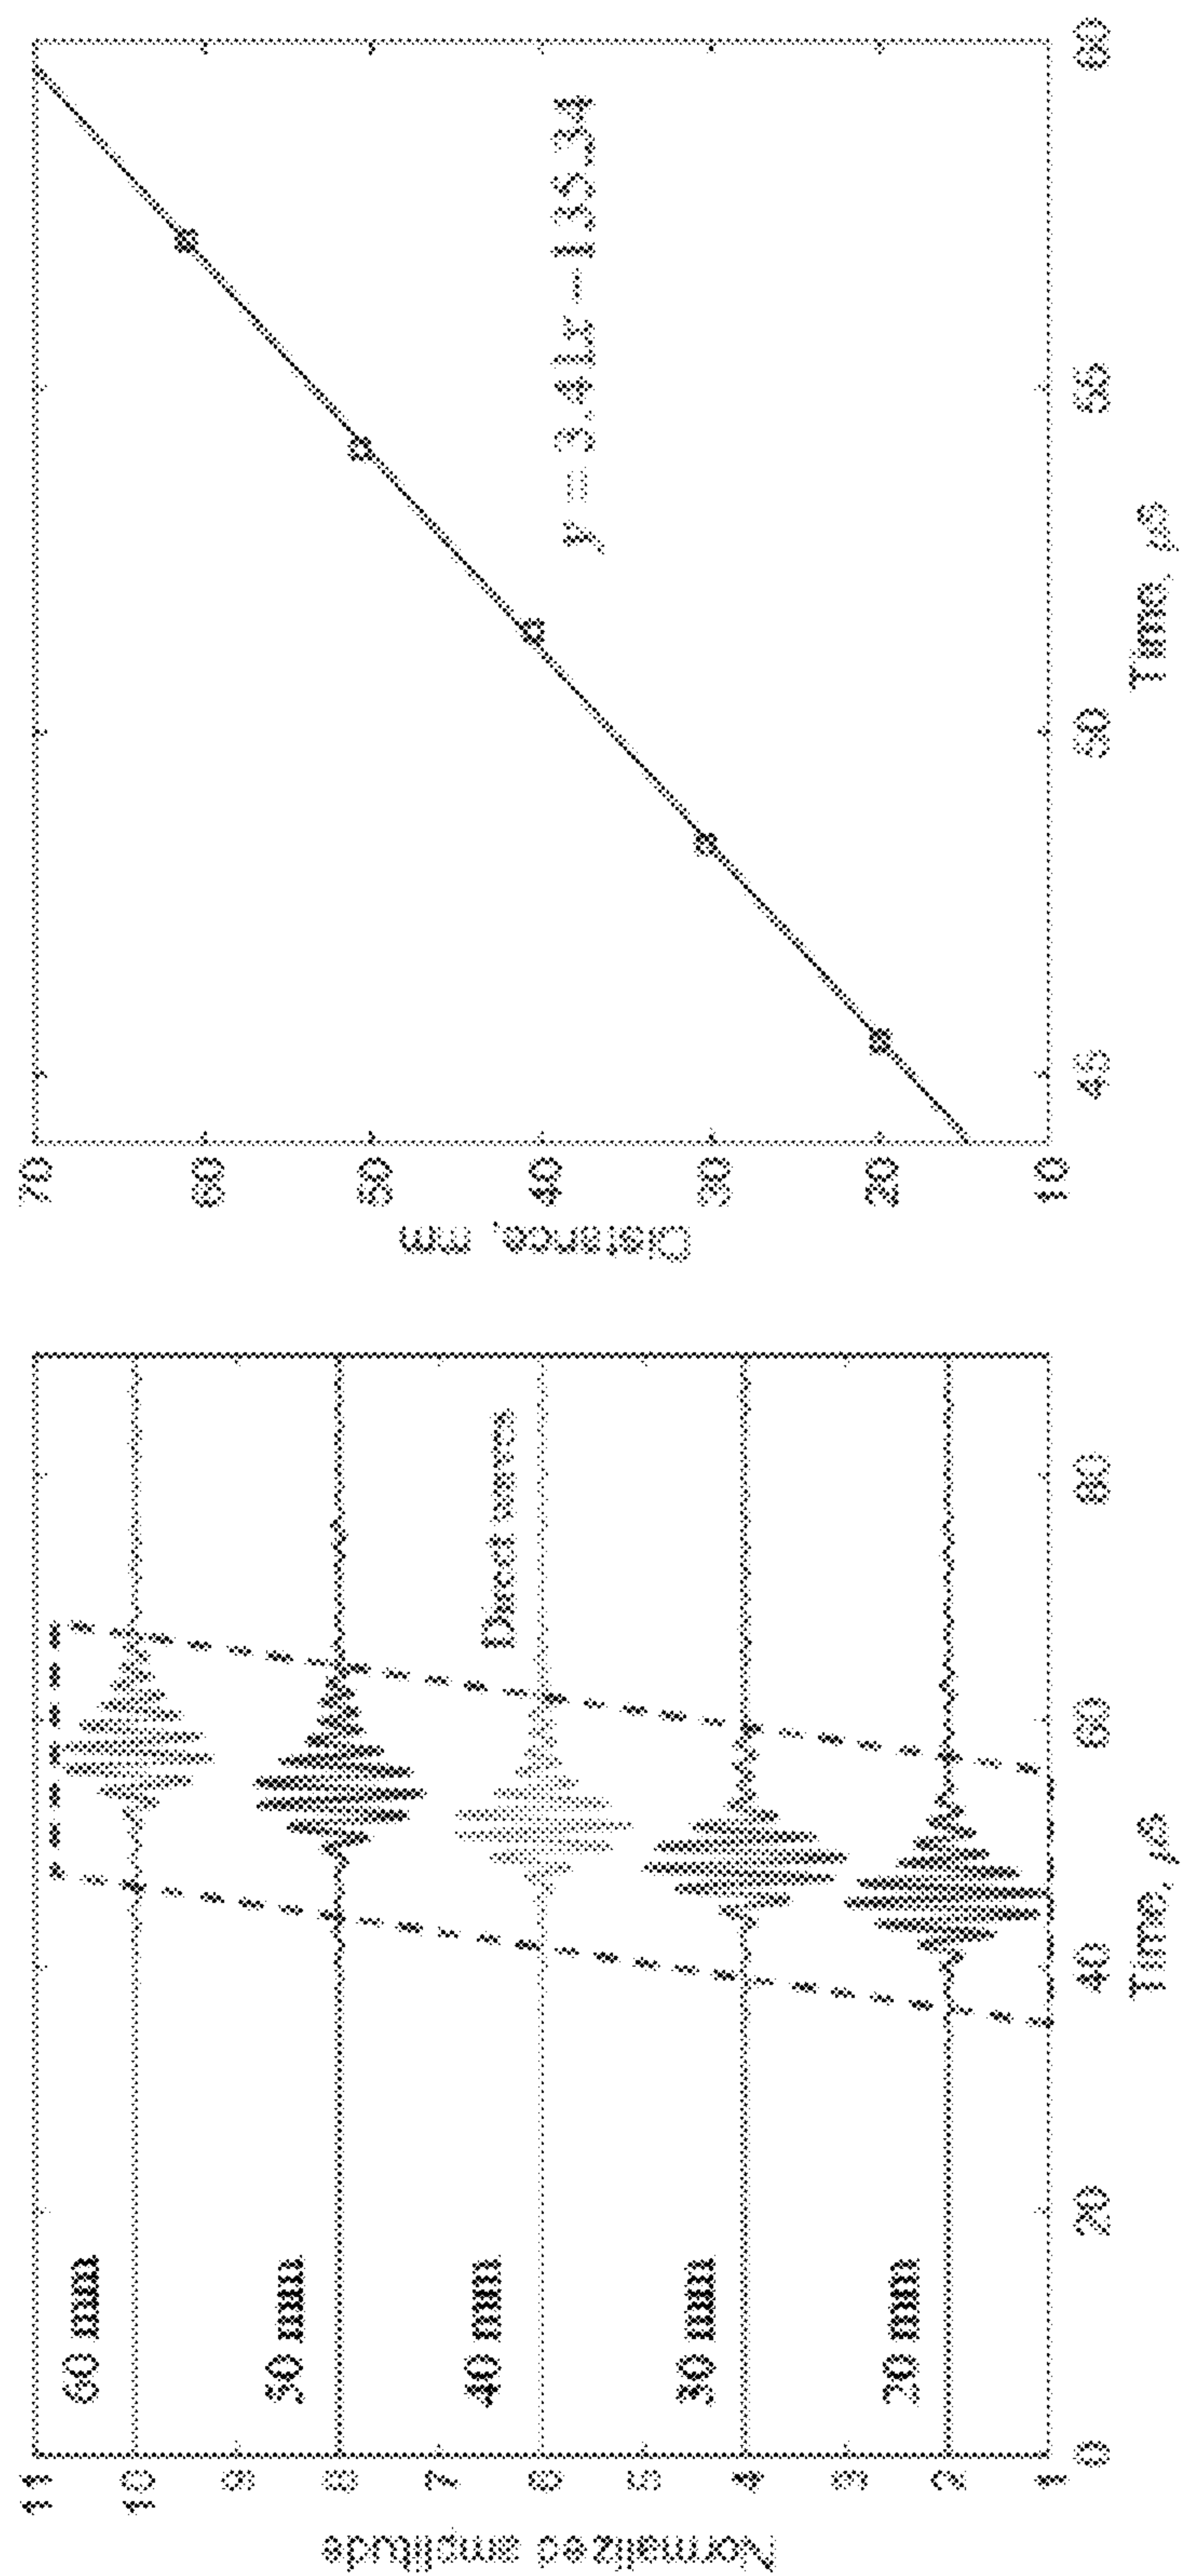 11
10
9
8
7
6
5
4
3
2
1
Normalized amplitude
60 mm
50 mm
40 mm
30 mm
20 mm
Direct waves
0
20
40
60
80
Time, μS
70
60
50
40
30
20
10
Distance, mm
y = 3.41x - 135.34
45
50
55
60
Time, μS